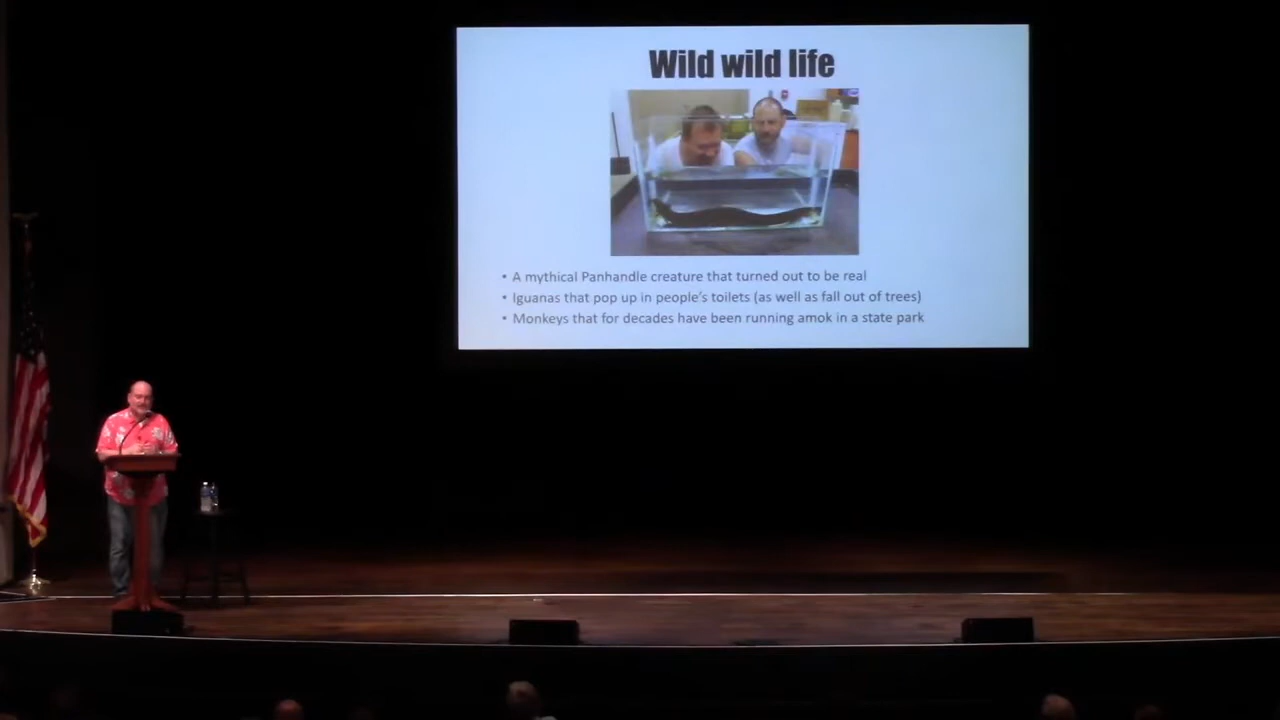 Wild wild life
• A mythical Panhandle creature that turned out to be real
• Iguanas that pop up in people's toilets (as well as fall out of trees)
• Monkeys that for decades have been running amok in a state park